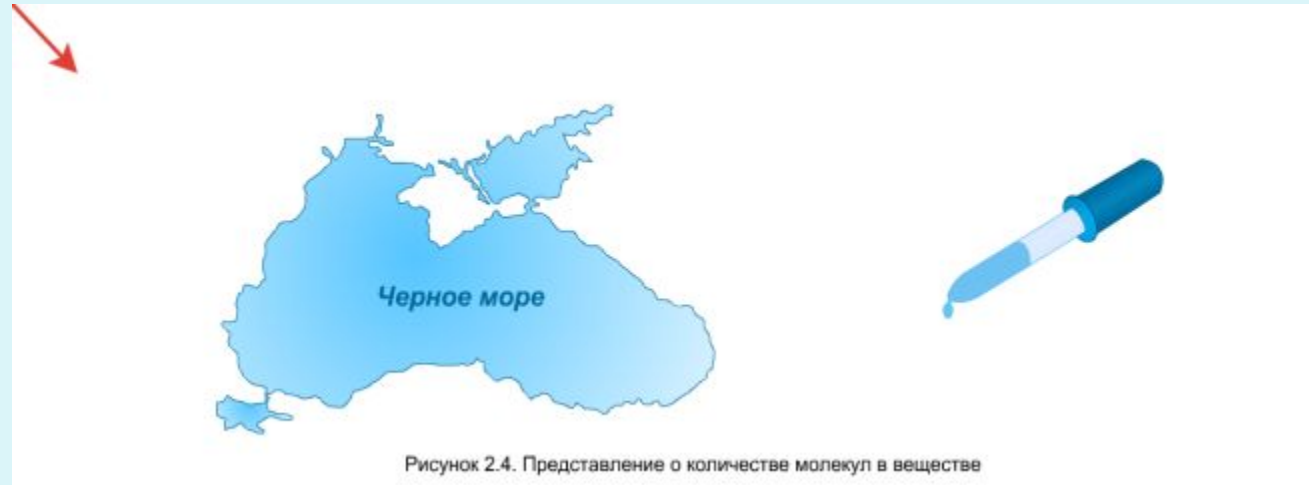 Черное море
Рисунок 2.4. Представление о количестве молекул в веществе